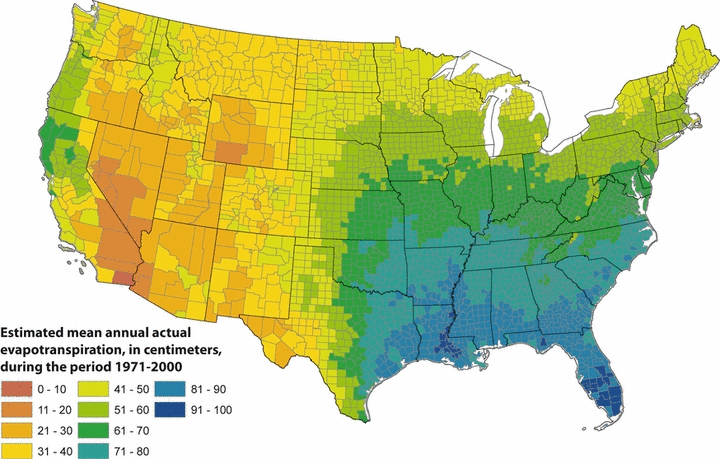 Estimated mean annual actual
evapotranspiration, in centimeters,
during the period 1971-2000
0 - 10
11 - 20
21 - 30
31 - 40
41 - 50
51 - 60
61 - 70
71 - 80
81 - 90
91 - 100